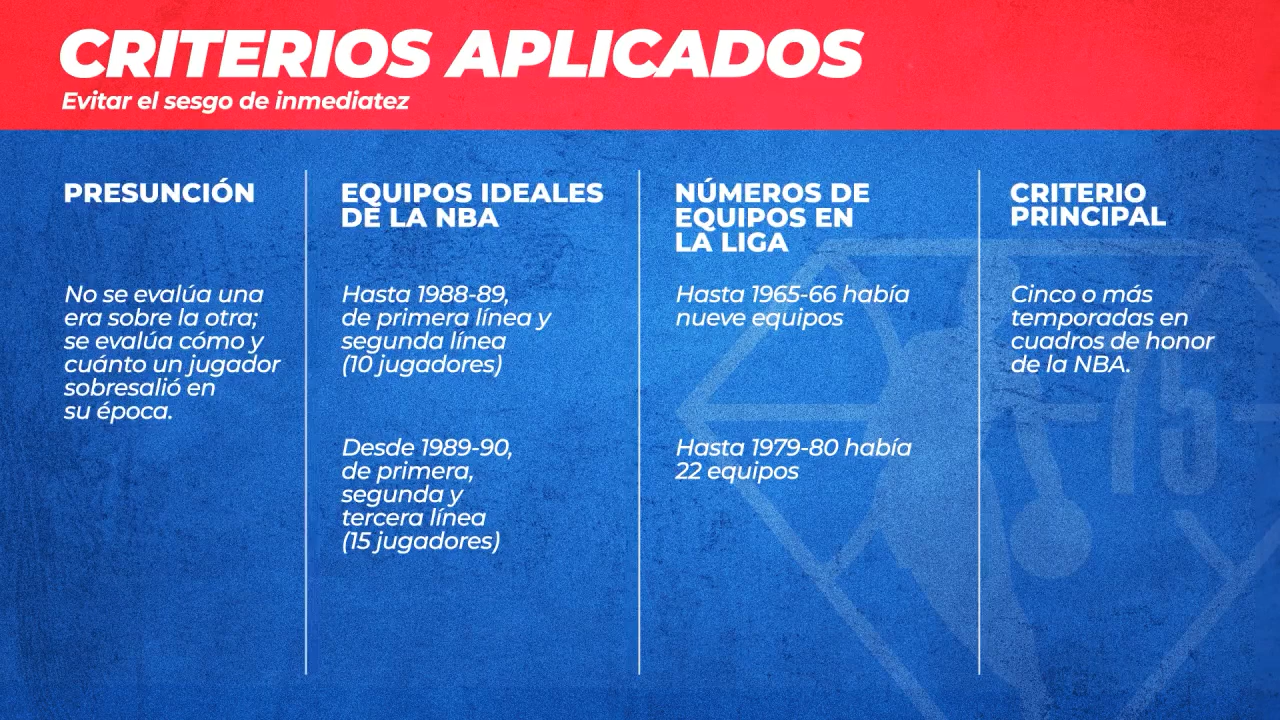 CRITERIOS APLICADOS
Evitar el sesgo de inmediatez
PRESUNCIÓN
No se evalúa una
era sobre la otra;
se evalúa cómo y
cuánto un jugador
sobresalió en
su época.
EQUIPOS IDEALES
DE LA NBA
Hasta 1988-89,
de primera línea y
segunda línea
(10 jugadores)
Desde 1989-90,
de primera,
segunda y
tercera línea
(15 jugadores)
NÚMEROS DE
EQUIPOS EN
LA LIGA
Hasta 1965-66 había
nueve equipos
Hasta 1979-80 había
22 equipos
CRITERIO
PRINCIPAL
Cinco o más
temporadas en
cuadros de honor
de la NBA.
75